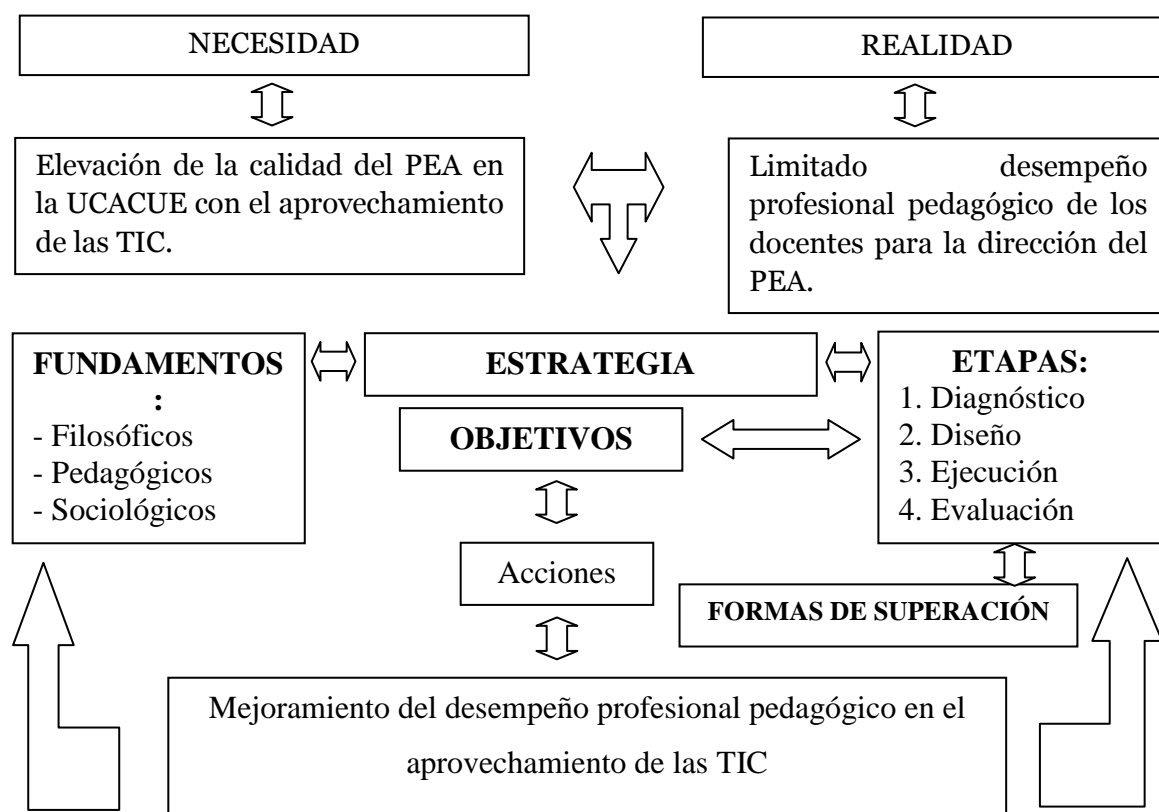 NECESIDAD
REALIDAD
Elevación de la calidad del PEA en
la UCACUE con el aprovechamiento
de las TIC.
Limitado desempeño
profesional pedagógico de los
docentes para la dirección del
PEA.
FUNDAMENTOS
:
- Filosóficos
- Pedagógicos
- Sociológicos
ESTRATEGIA
OBJETIVOS
ETAPAS:
1. Diagnóstico
2. Diseño
3. Ejecución
4. Evaluación
Acciones
FORMAS DE SUPERACIÓN
Mejoramiento del desempeño profesional pedagógico en el
aprovechamiento de las TIC